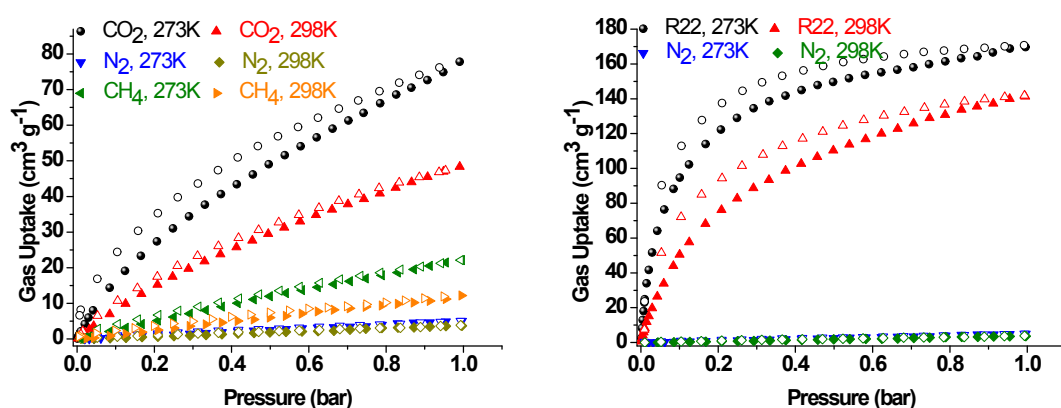 CO2, 273K CO2, 298K
N2, 273K N2, 298K
CH4, 273K CH4, 298K
Gas Uptake (cm3 g-1)
80
70
60
50
40
30
20
10
0
0.0 0.2 0.4 0.6 0.8 1.0
Pressure (bar)
R22, 273K R22, 298K
N2, 273K N2, 298K
Gas Uptake (cm3 g-1)
180
160
140
120
100
80
60
40
20
0
0.0 0.2 0.4 0.6 0.8 1.0
Pressure (bar)